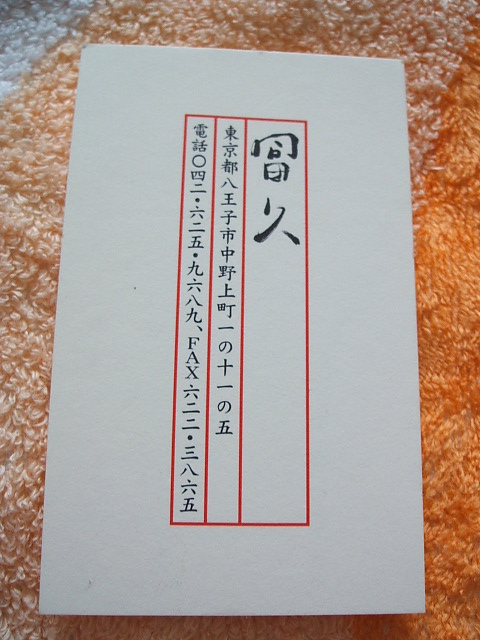 冨久
東京都八王子市中野上町一の十一の五
電話〇四二・六二五・九六八九、FAX六二二・三八六五